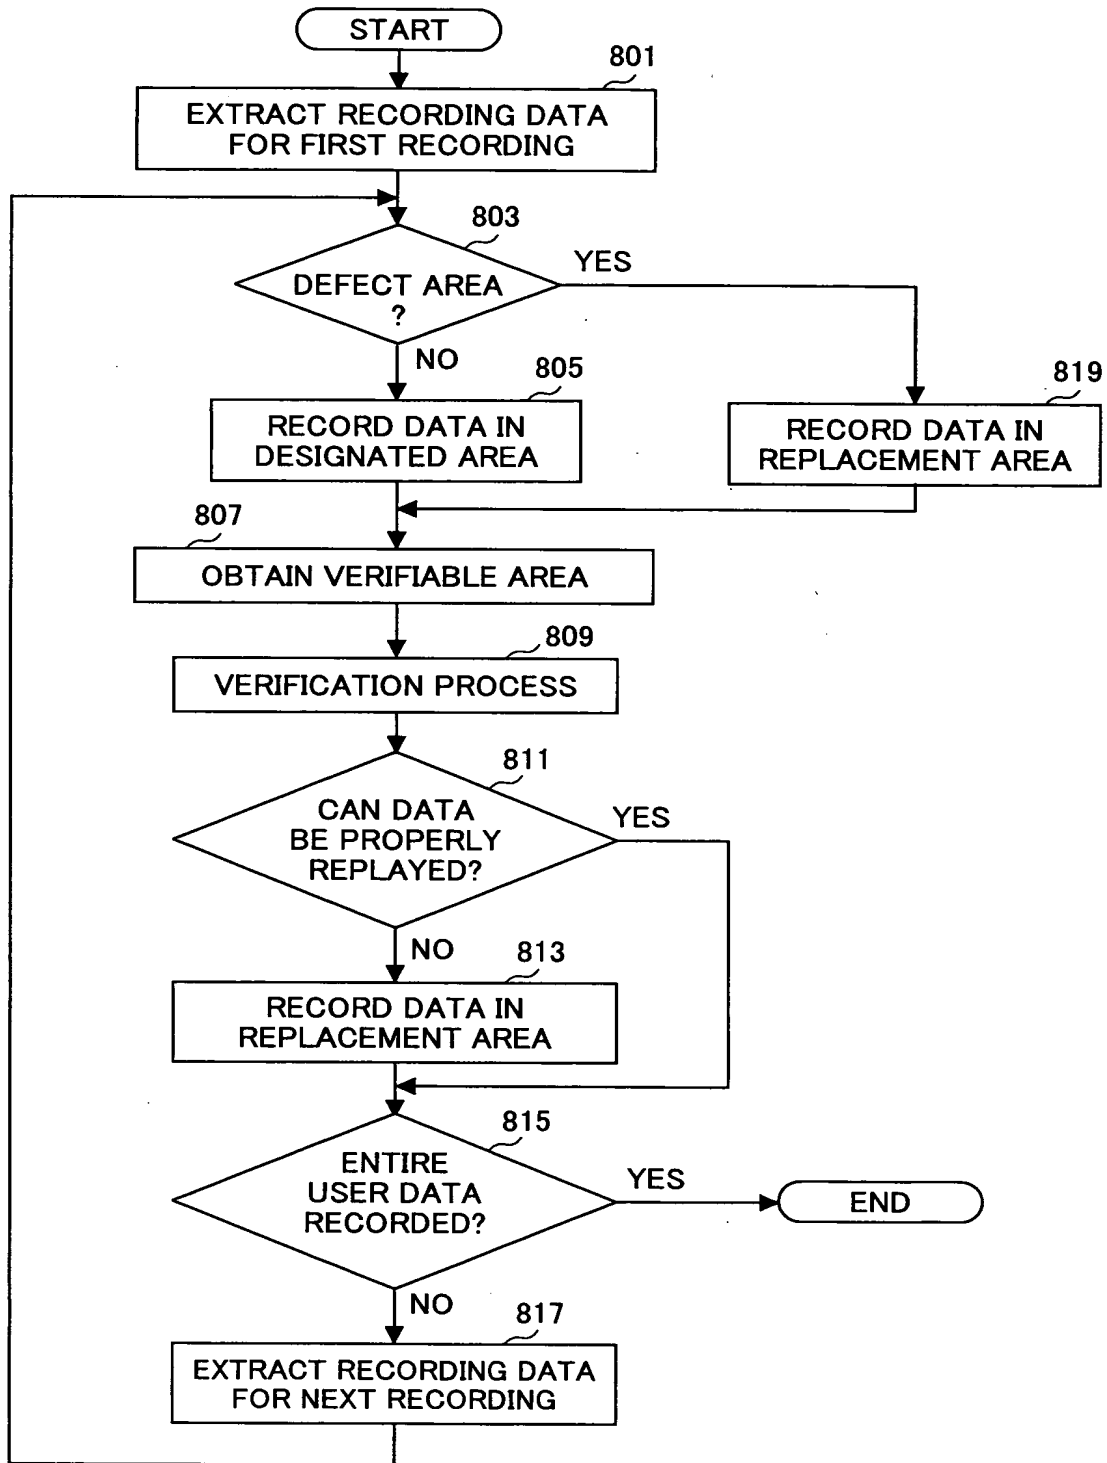 START
801
EXTRACT RECORDING DATA
FOR FIRST RECORDING
803
DEFECT AREA
?
YES
NO
805
RECORD DATA IN
DESIGNATED AREA
819
RECORD DATA IN
REPLACEMENT AREA
807
OBTAIN VERIFIABLE AREA
809
VERIFICATION PROCESS
811
CAN DATA
BE PROPERLY
REPLAYED?
YES
NO
813
RECORD DATA IN
REPLACEMENT AREA
815
ENTIRE
USER DATA
RECORDED?
YES
END
NO
817
EXTRACT RECORDING DATA
FOR NEXT RECORDING